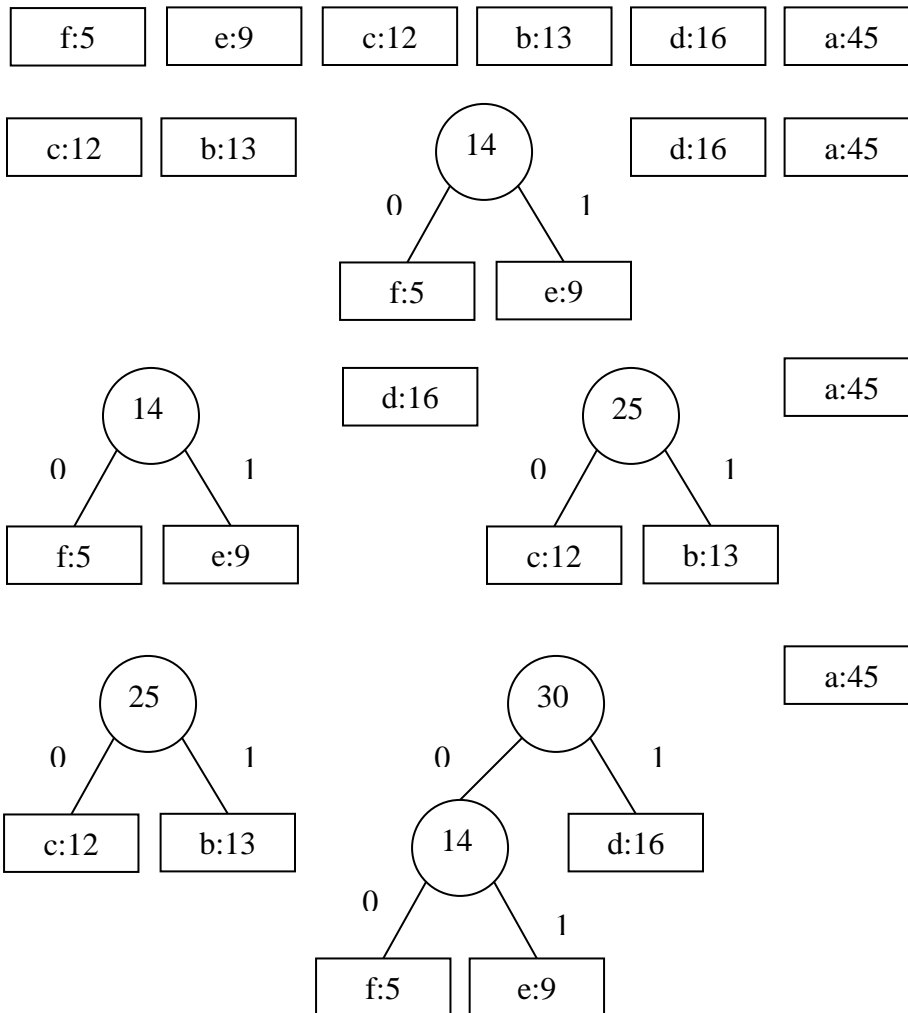 f:5 e:9 c:12 b:13 d:16 a:45
c:12 b:13 14 d:16 a:45
0 1
f:5 e:9
14 d:16 25 a:45
0 1 0 1
f:5 e:9 c:12 b:13
25 30 a:45
0 1 0 1
c:12 b:13 14 d:16
0 1
f:5 e:9